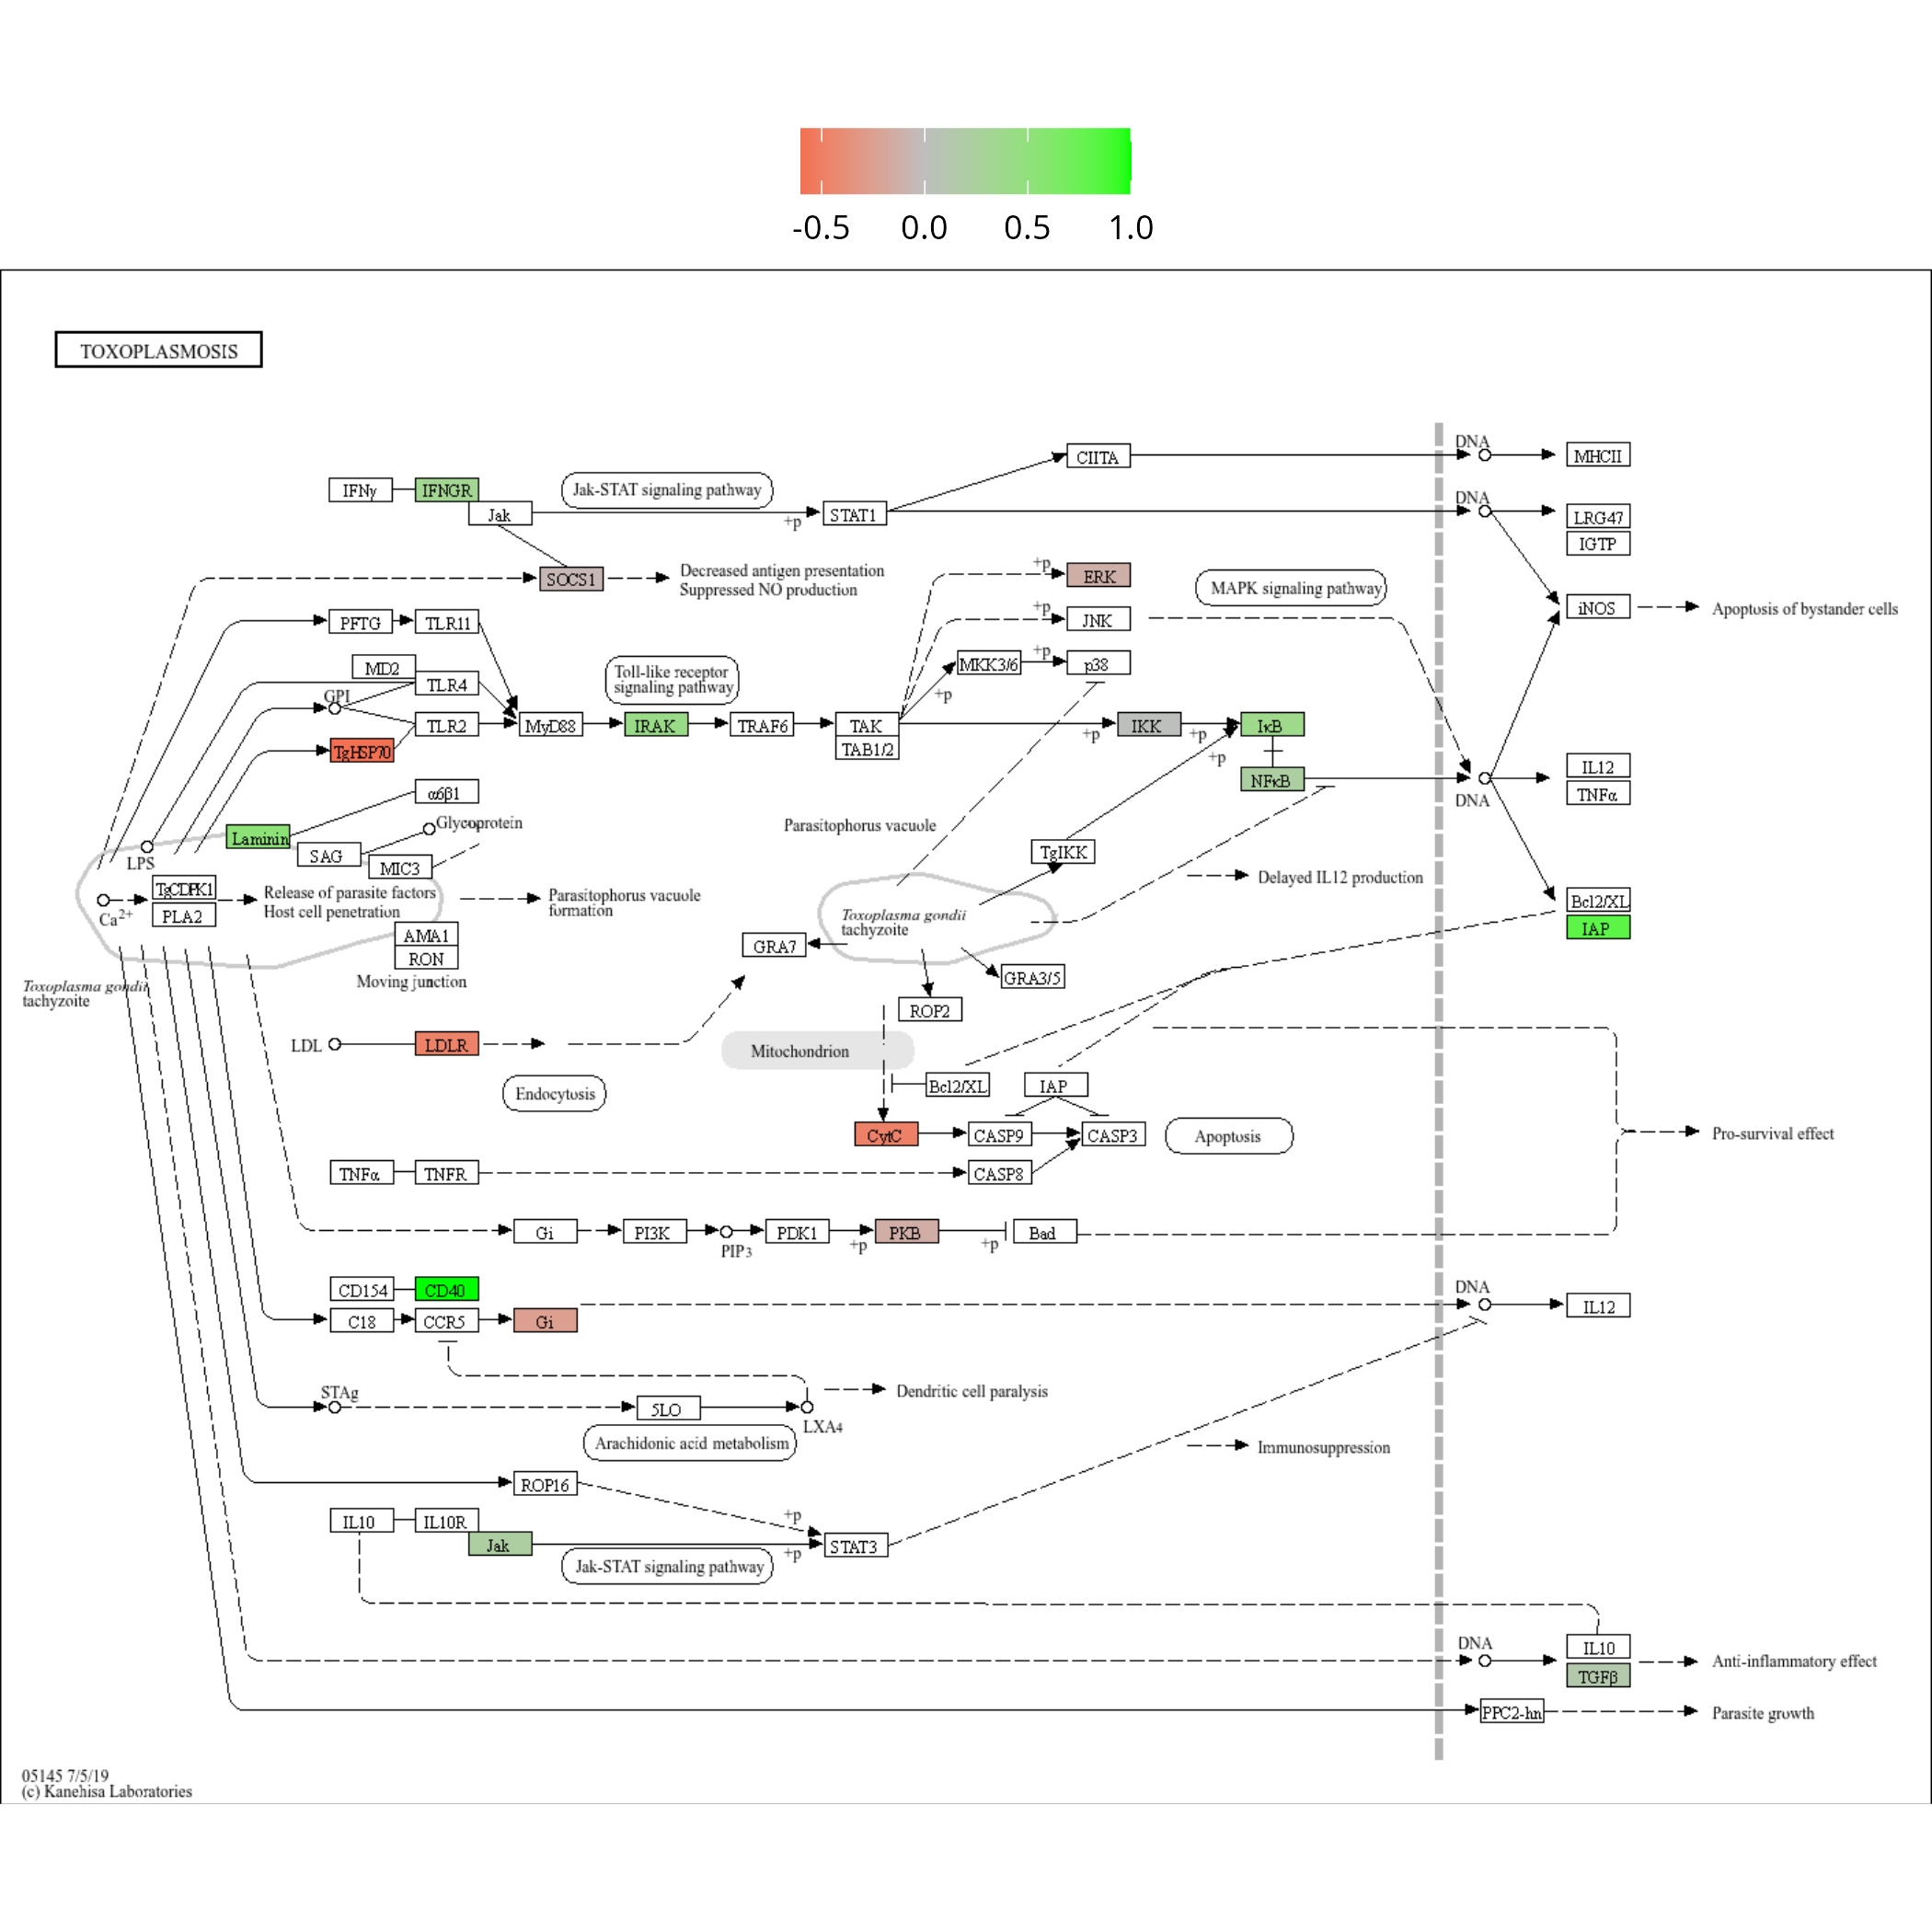 -0.5 0.0 0.5 1.0
TOXOPLASMOSIS
DNA
CIITA
MHCII
IFNγ
IFNGR
Jak-STAT signaling pathway
DNA
Jak
+p
STAT1
LRG47
IGTP
SOCS1
Decreased antigen presentation
Suppressed NO production
+p
ERK
MAPK signaling pathway
+p
JNK
iNOS
Apoptosis of bystander cells
PFTG
TLR11
MD2
TLR4
Toll-like receptor
signaling pathway
MKK3/6
+p
p38
+p
GPI
TLR2
MyD88
IRAK
TRAF6
TAK
TAB1/2
+p
IKK
+p
IκB
+p
TgHSP70
NFκB
DNA
IL12
TNFα
α6β1
Laminin
Glycoprotein
SAG
MIC3
LPS
Parasitophorus vacuole
TgIKK
TgCDPK1
PLA2
Ca2+
Release of parasite factors
Host cell penetration
Parasitophorus vacuole
formation
Delayed IL12 production
Toxoplasma gondii
tachyzoite
Bcl2/XL
IAP
AMA1
RON
Moving junction
GRA7
GRA3/5
ROP2
Toxoplasma gondii
tachyzoite
LDL
LDLR
Mitochondrion
Endocytosis
Bcl2/XL
IAP
CytC
CASP9
CASP3
Apoptosis
Pro-survival effect
TNFα
TNFR
CASP8
Gi
PI3K
PIP3
PDK1
+p
PKB
+p
Bad
CD154
CD40
DNA
C18
CCR5
Gi
IL12
STAg
5LO
LXA4
Dendritic cell paralysis
Arachidonic acid metabolism
Immunosuppression
ROP16
+p
IL10
IL10R
Jak
+p
STAT3
Jak-STAT signaling pathway
DNA
IL10
TGFβ
Anti-inflammatory effect
PPC2-hn
Parasite growth
05145 7/5/19
(c) Kanehisa Laboratories